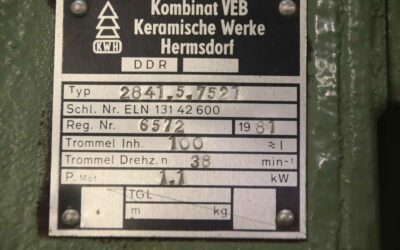 Kombinat VEB
Keramische Werke
Hermsdorf
KWH
DDR
Typ 2841.5.7521
Schl. Nr. ELN 131 42 600
Reg. Nr. 6572 1981
Trommel Inh. 100 ≈ l
Trommel Drehz. n 38 min⁻¹
P. Mot. 1.1 kW
TGL
m kg